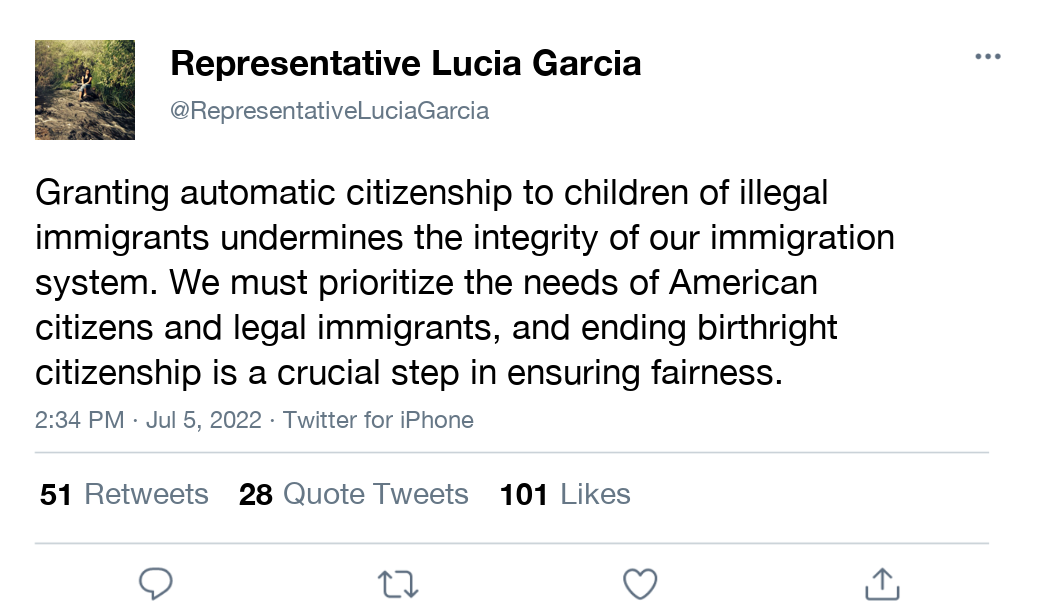 Representative Lucia Garcia
@RepresentativeLuciaGarcia
Granting automatic citizenship to children of illegal
immigrants undermines the integrity of our immigration
system. We must prioritize the needs of American
citizens and legal immigrants, and ending birthright
citizenship is a crucial step in ensuring fairness.
2:34 PM · Jul 5, 2022 · Twitter for iPhone
51 Retweets 28 Quote Tweets 101 Likes